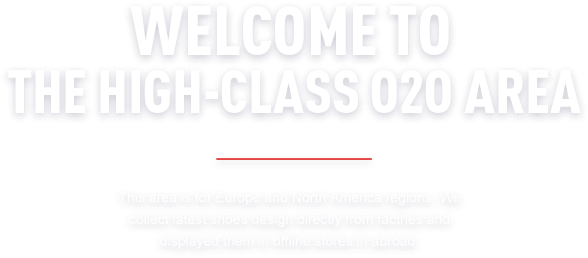 WELCOME TO
THE HIGH-CLASS O2O AREA
This area is for Europe and North America regions. We
collect latest shoes design directly from factries and
displayed them in offline stores in abroad.